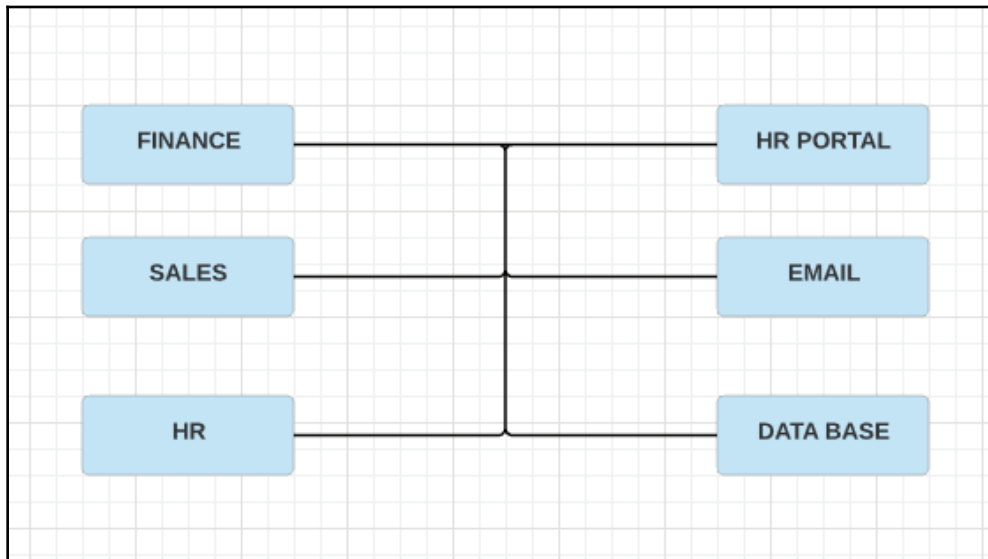 FINANCE
HR PORTAL
SALES
EMAIL
HR
DATA BASE